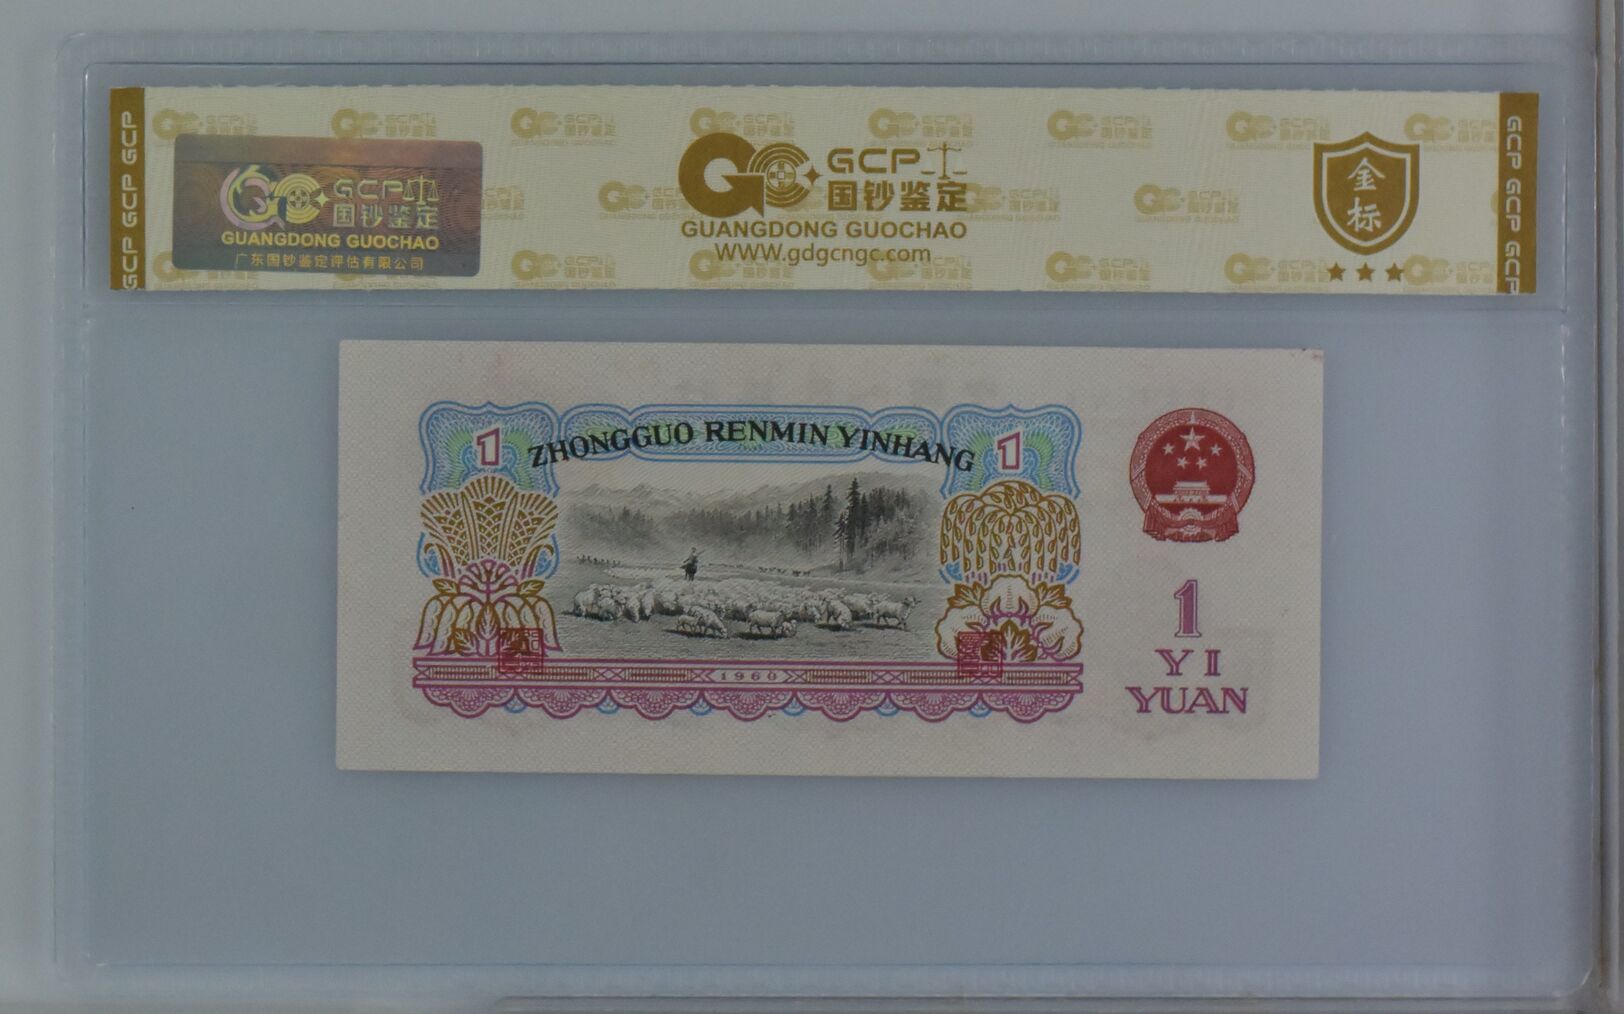 GCP GCP GCP
GCP
国钞鉴定
GUANGDONG GUOCHAO
广东国钞鉴定评估有限公司
GCP
国钞鉴定
GUANGDONG GUOCHAO
WWW.gdgcngc.com
金
标
GCP GCP GCP GCP
1
ZHONGGUO RENMIN YINHANG
1
1960
1
YI
YUAN